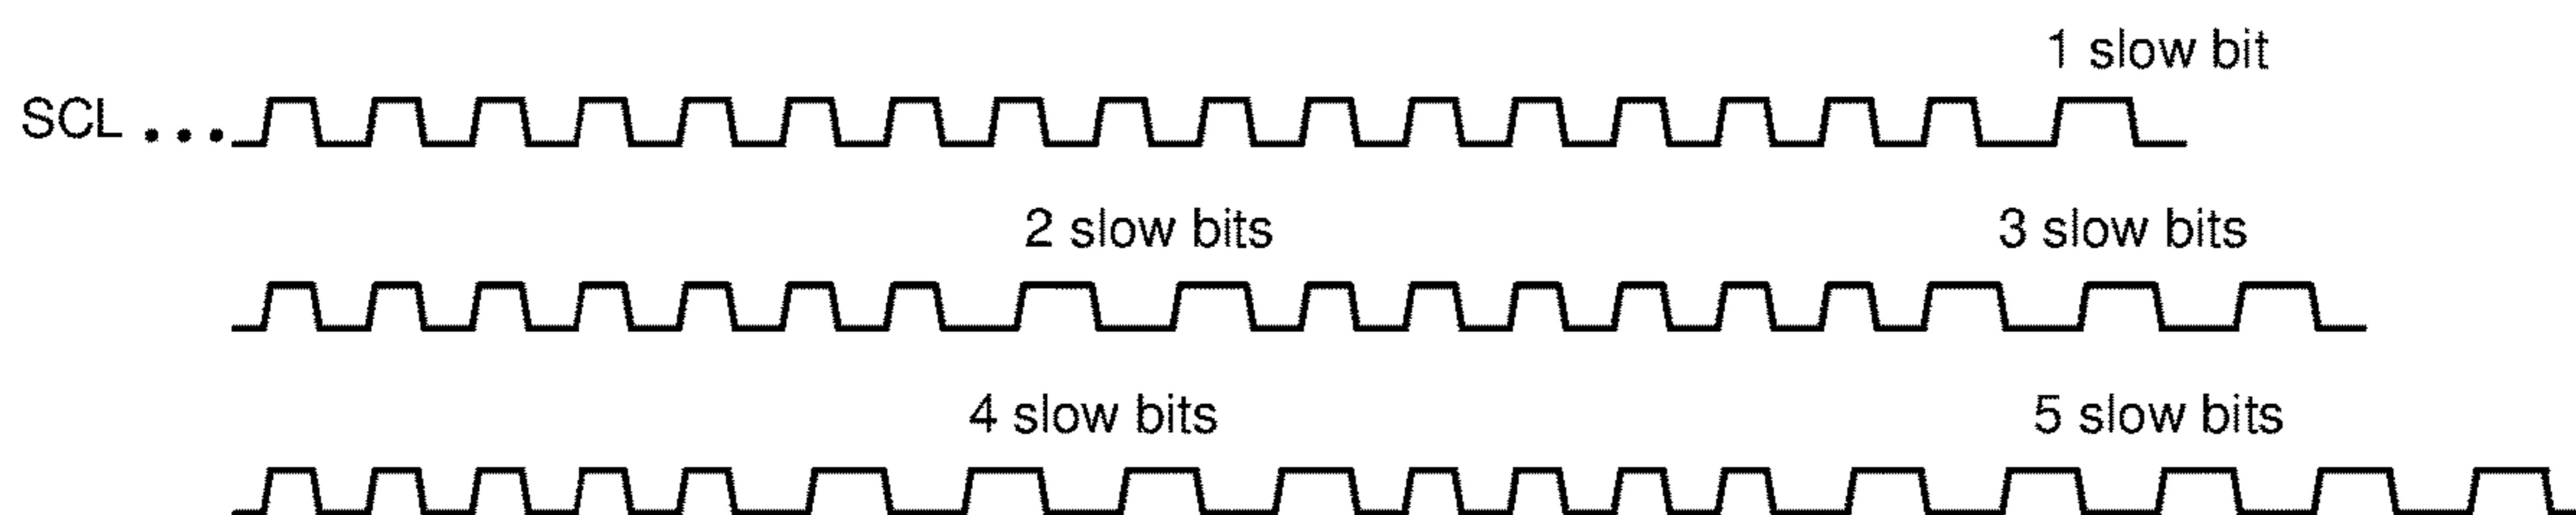 1 slow bit
SCL ...
2 slow bits 3 slow bits
4 slow bits 5 slow bits